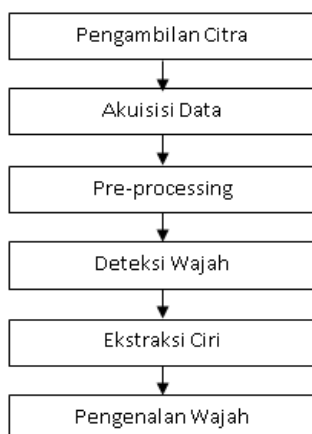 Pengambilan Citra
Akuisisi Data
Pre-processing
Deteksi Wajah
Ekstraksi Ciri
Pengenalan Wajah